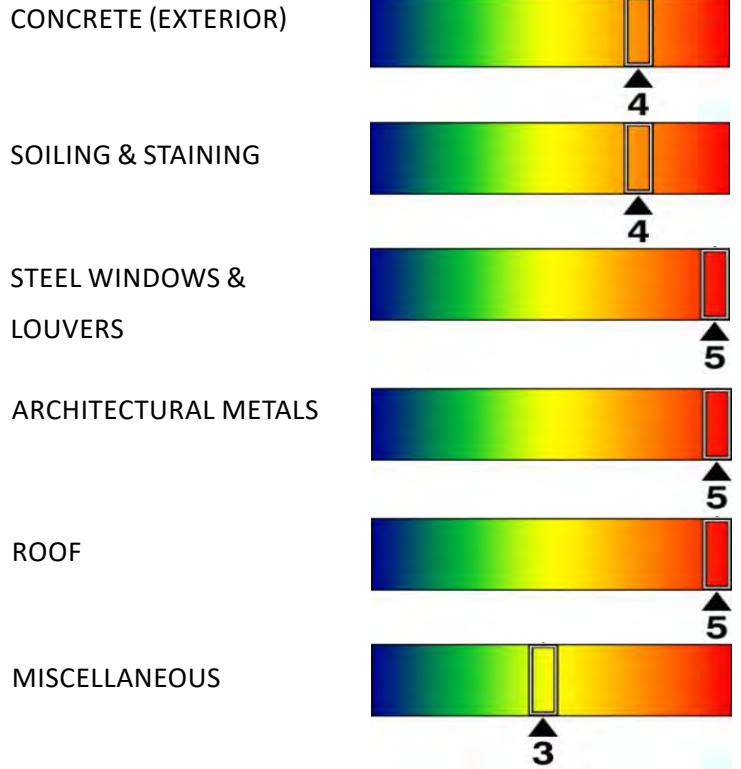 CONCRETE (EXTERIOR)
4
SOILING & STAINING
4
STEEL WINDOWS &
LOUVERS
5
ARCHITECTURAL METALS
5
ROOF
5
MISCELLANEOUS
3